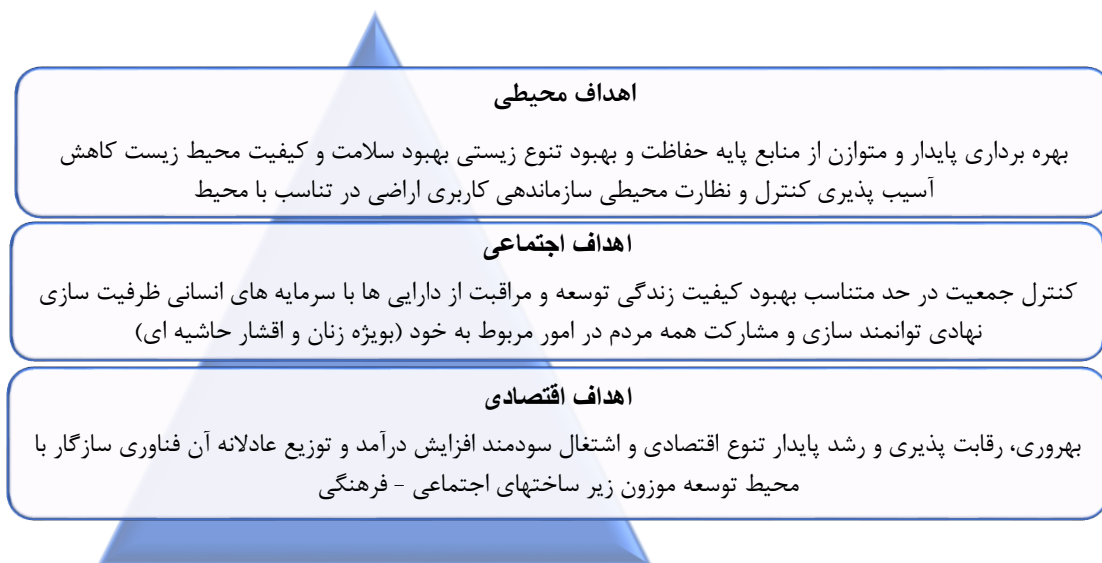 اهداف محیطی
بهره برداری پایدار و متوازن از منابع پایه حفاظت و بهبود تنوع زیستی بهبود سلامت و کیفیت محیط زیست کاهش
آسیب پذیری کنترل و نظارت محیطی سازماندهی کاربری اراضی در تناسب با محیط
اهداف اجتماعی
کنترل جمعیت در حد متناسب بهبود کیفیت زندگی توسعه و مراقبت از دارایی ها با سرمایه های انسانی ظرفیت سازی
نهادی توانمند سازی و مشارکت همه مردم در امور مربوط به خود (بویژه زنان و اقشار حاشیه ای)
اهداف اقتصادی
بهروری، رقابت پذیری و رشد پایدار تنوع اقتصادی و اشتغال سودمند افزایش درآمد و توزیع عادلانه آن فناوری سازگار با
محیط توسعه موزون زیر ساختهای اجتماعی - فرهنگی